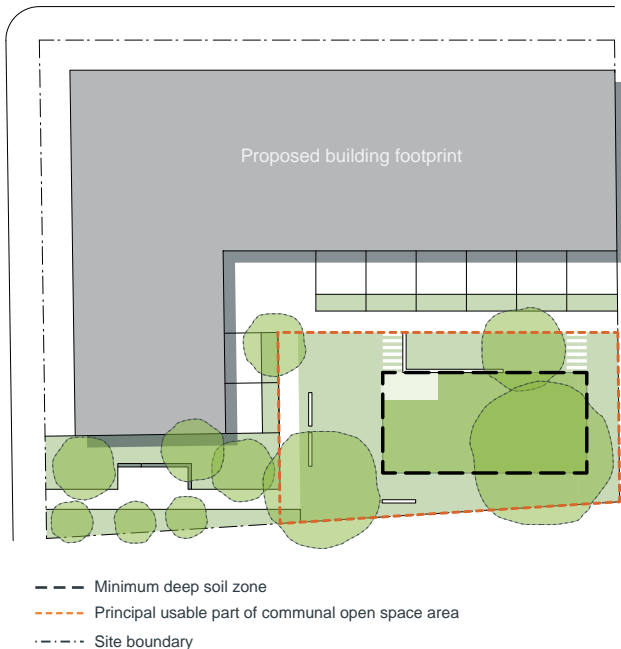 Proposed building footprint
Minimum deep soil zone
Principal usable part of communal open space area
Site boundary